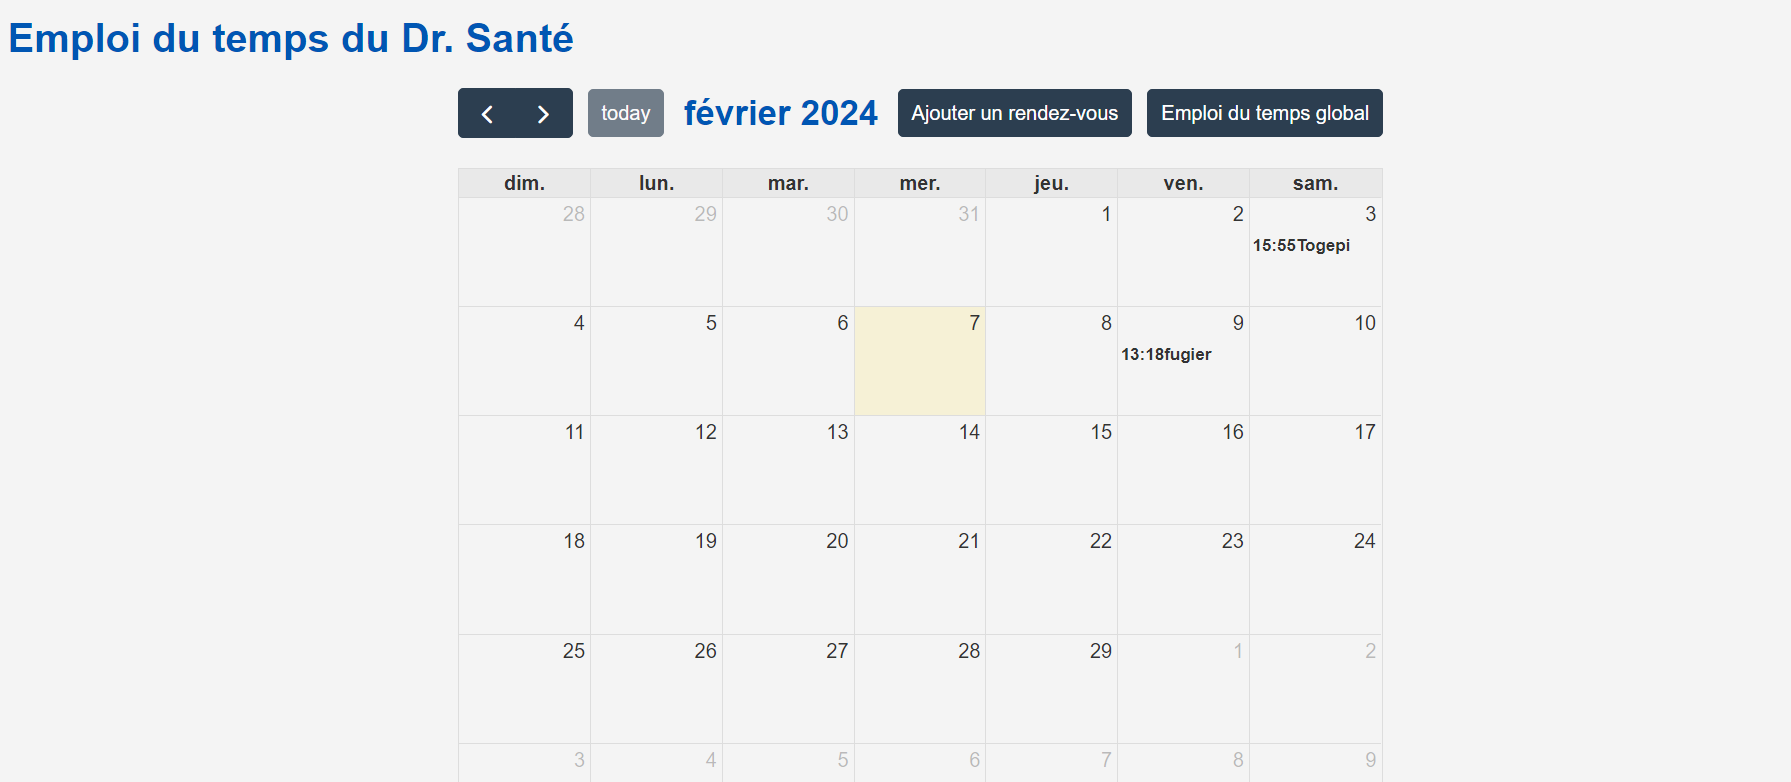 Emploi du temps du Dr. Santé
today février 2024 Ajouter un rendez-vous Emploi du temps global
dim. lun. mar. mer. jeu. ven. sam.
28 29 30 31 1 2 3
15:55Togepi
4 5 6 7 8 9 10
13:18fugier
11 12 13 14 15 16 17
18 19 20 21 22 23 24
25 26 27 28 29 1 2
3 4 5 6 7 8 9